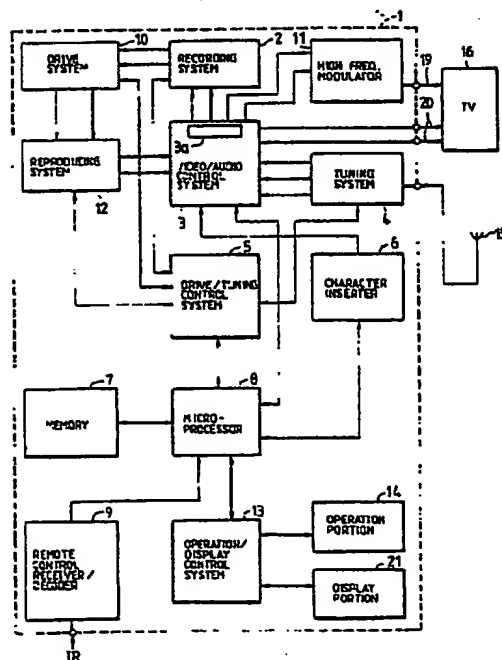 1
10
DRIVE
SYSTEM
2
RECORDING
SYSTEM
11
HIGH FREQ.
MODULATOR
19
16
TV
20
3a
REPRODUCING
SYSTEM
12
VIDEO/AUDIO
CONTROL
SYSTEM
3
TUNING
SYSTEM
4
15
5
DRIVE/TUNING
CONTROL
SYSTEM
6
CHARACTER
INSERTER
7
MEMORY
8
MICRO-
PROCESSOR
9
REMOTE
CONTROL
RECEIVER/
DECODER
13
OPERATION/
DISPLAY CONTROL
SYSTEM
14
OPERATION
PORTION
21
DISPLAY
PORTION
IR